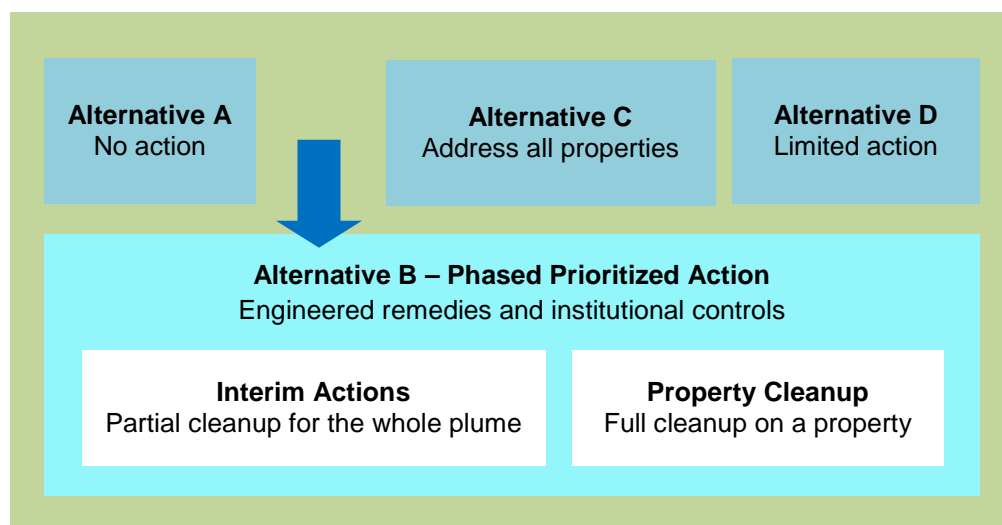 Alternative A
No action
Alternative C
Address all properties
Alternative D
Limited action
Alternative B – Phased Prioritized Action
Engineered remedies and institutional controls
Interim Actions
Partial cleanup for the whole plume
Property Cleanup
Full cleanup on a property